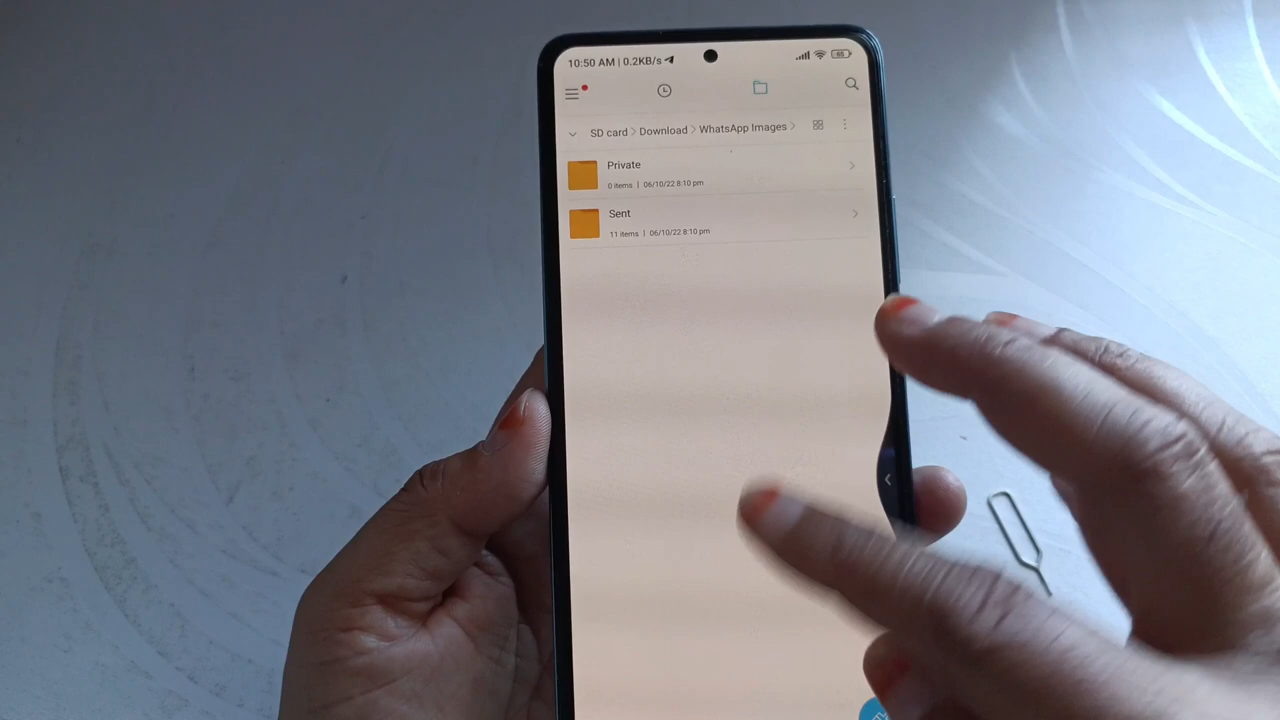 10:50 AM | 0.2KB/s
65
SD card > Download > WhatsApp Images >
Private
0 items | 06/10/22 8:10 pm
Sent
11 items | 06/10/22 8:10 pm